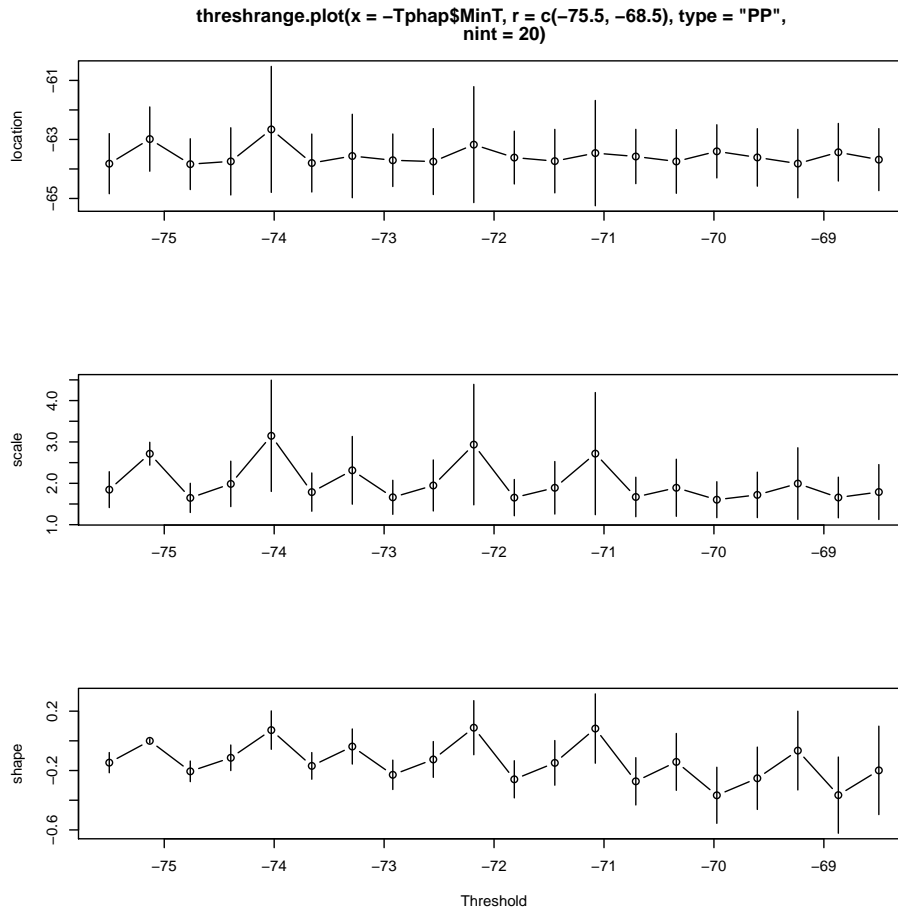 threshrange.plot(x = −Tphap$MinT, r = c(−75.5, −68.5), type = "PP",
nint = 20)
location
−61
−63
−65
−75 −74 −73 −72 −71 −70 −69
scale
4.0
3.0
2.0
1.0
−75 −74 −73 −72 −71 −70 −69
shape
0.2
−0.2
−0.6
−75 −74 −73 −72 −71 −70 −69
Threshold